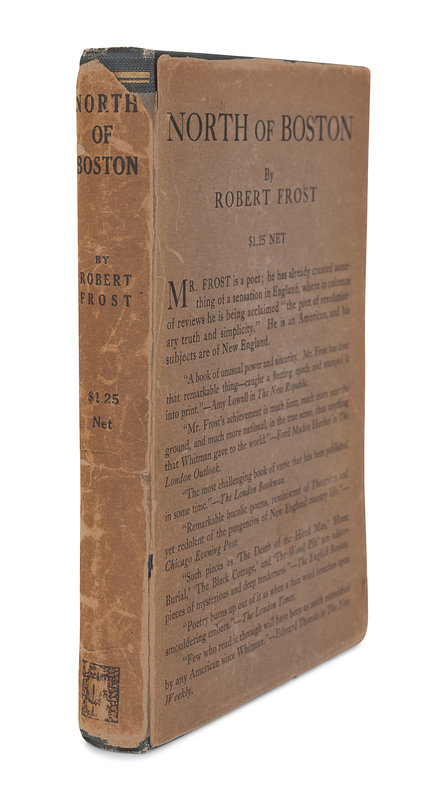 NORTH
OF
BOSTON
BY
ROBERT
FROST
$1.25
Net
NORTH OF BOSTON
By
ROBERT FROST
$1.25 NET
MR. FROST is a poet; he has already created some-
thing of a sensation in England, where in columns
of reviews he is being acclaimed "the poet of revolution-
ary truth and simplicity." He is an American, and his
subjects are of New England.
"A book of unusual power and sincerity. Mr. Frost has done
that remarkable thing—caught a fleeting epoch and stamped it
into print."—Amy Lowell in The New Republic.
"Mr. Frost's achievement is much finer, much more near the
ground, and much more national, in the true sense, than anything
that Whitman gave to the world."—Ford Madox Hueffer in The
London Outlook.
"The most challenging book of verse that has been published
in some time."—The London Bookman.
"Remarkable bucolic poems, reminiscent of Theocritus and
yet redolent of the pungencies of New England country life."—
Chicago Evening Post.
"Such pieces as 'The Death of the Hired Man,' 'Home
Burial,' 'The Black Cottage,' and 'The Wood Pile' are
pieces of mysterious and deep tenderness."—The English Review.
"Poetry burns up out of it as when a faint wind breathes upon
smouldering embers."—The London Times.
"Few who read it through will have been so much astonished
by any American since Whitman."—Edward Thomas in The New
Weekly.